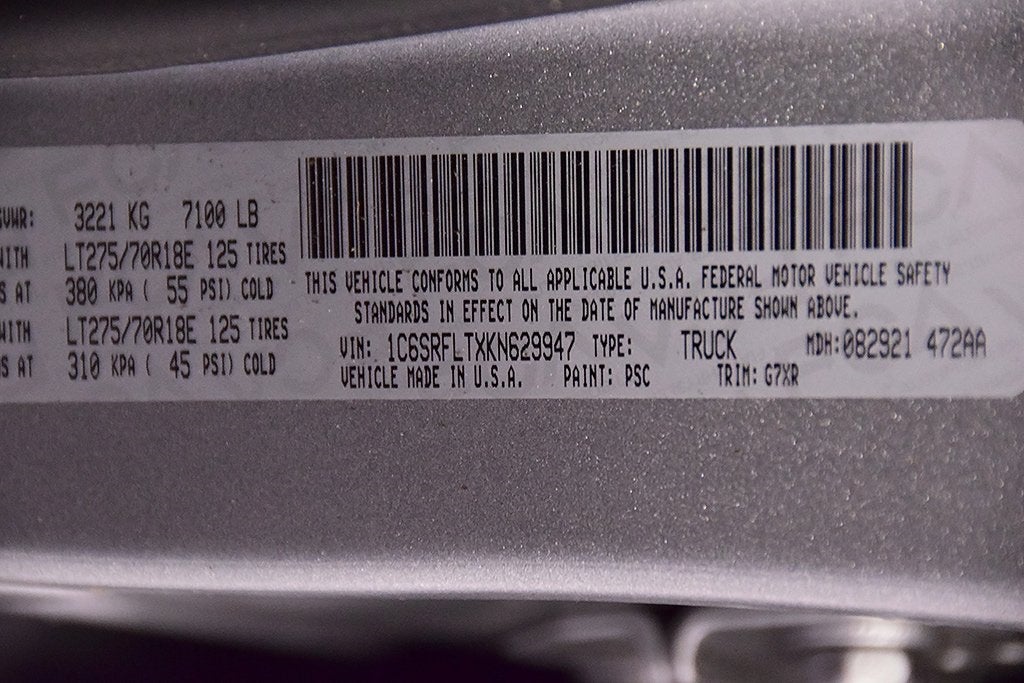 GVWR: 3221 KG 7100 LB
WITH LT275/70R18E 125 TIRES
S AT 380 KPA ( 55 PSI) COLD
WITH LT275/70R18E 125 TIRES
S AT 310 KPA ( 45 PSI) COLD
THIS VEHICLE CONFORMS TO ALL APPLICABLE U.S.A. FEDERAL MOTOR VEHICLE SAFETY
STANDARDS IN EFFECT ON THE DATE OF MANUFACTURE SHOWN ABOVE.
VIN: 1C6SRFLTXKN629947 TYPE: TRUCK MDH:082921 472AA
VEHICLE MADE IN U.S.A. PAINT: PSC TRIM: G7XR